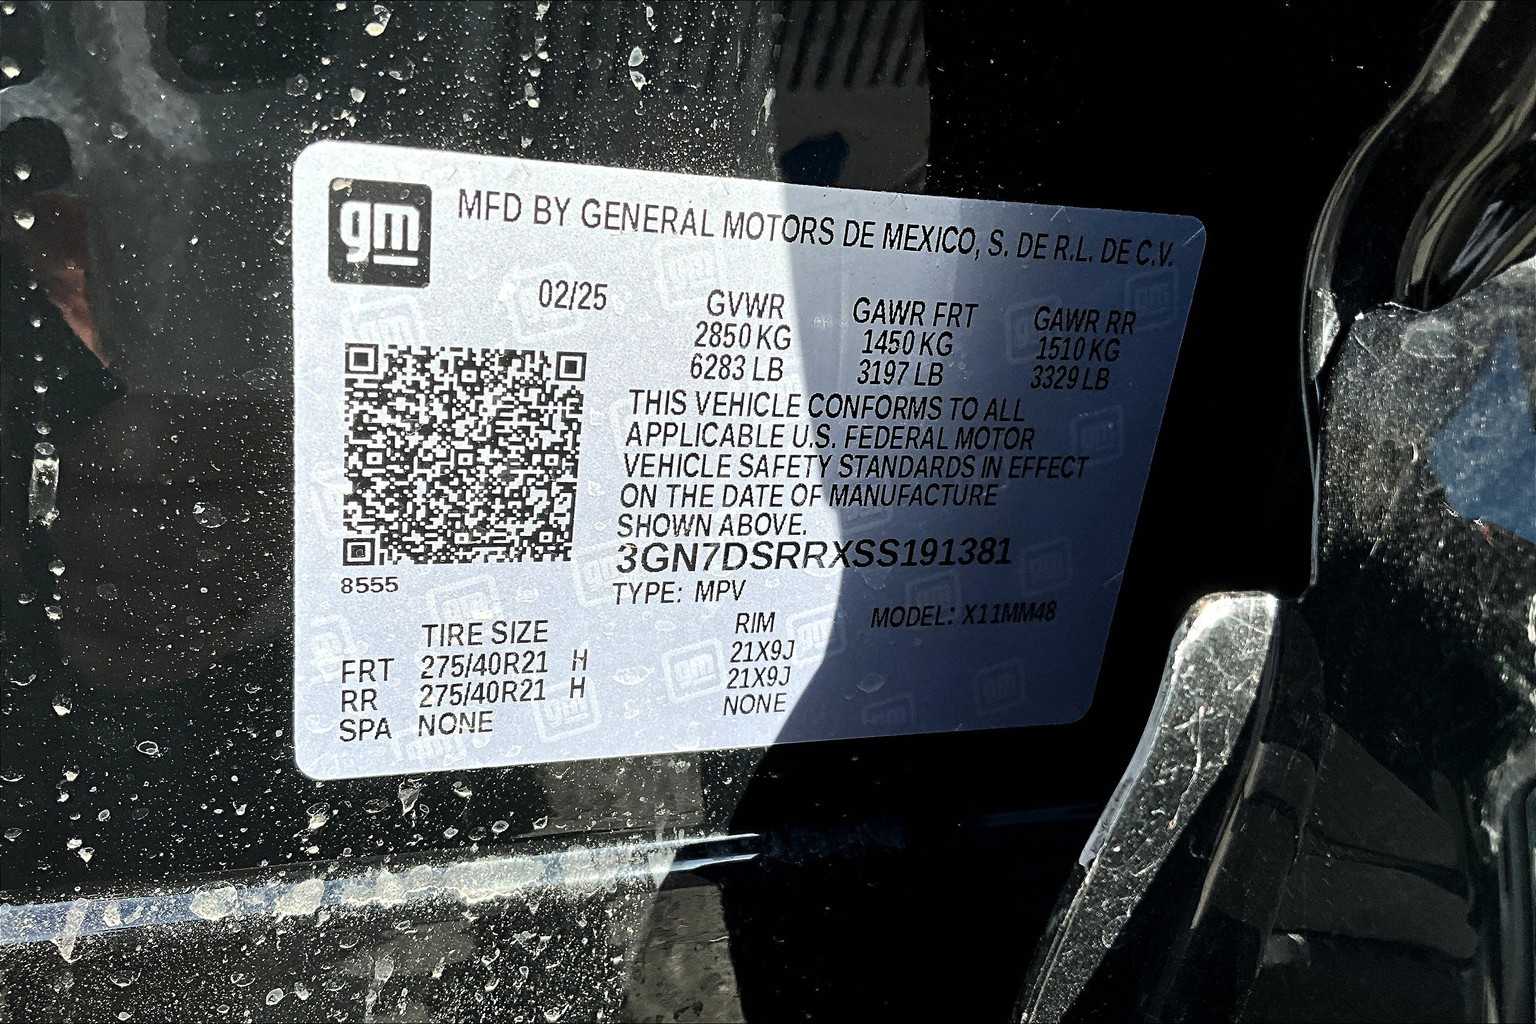 gm
MFD BY GENERAL MOTORS DE MEXICO, S. DE R.L. DE C.V.
02/25 GVWR GAWR FRT GAWR RR
2850 KG 1450 KG 1510 KG
6283 LB 3197 LB 3329 LB
THIS VEHICLE CONFORMS TO ALL
APPLICABLE U.S. FEDERAL MOTOR
VEHICLE SAFETY STANDARDS IN EFFECT
ON THE DATE OF MANUFACTURE
SHOWN ABOVE.
3GN7DSRRXSS191381
8555
TYPE: MPV
MODEL: X11MM48
TIRE SIZE RIM
FRT 275/40R21 H 21X9J
RR 275/40R21 H 21X9J
SPA NONE NONE